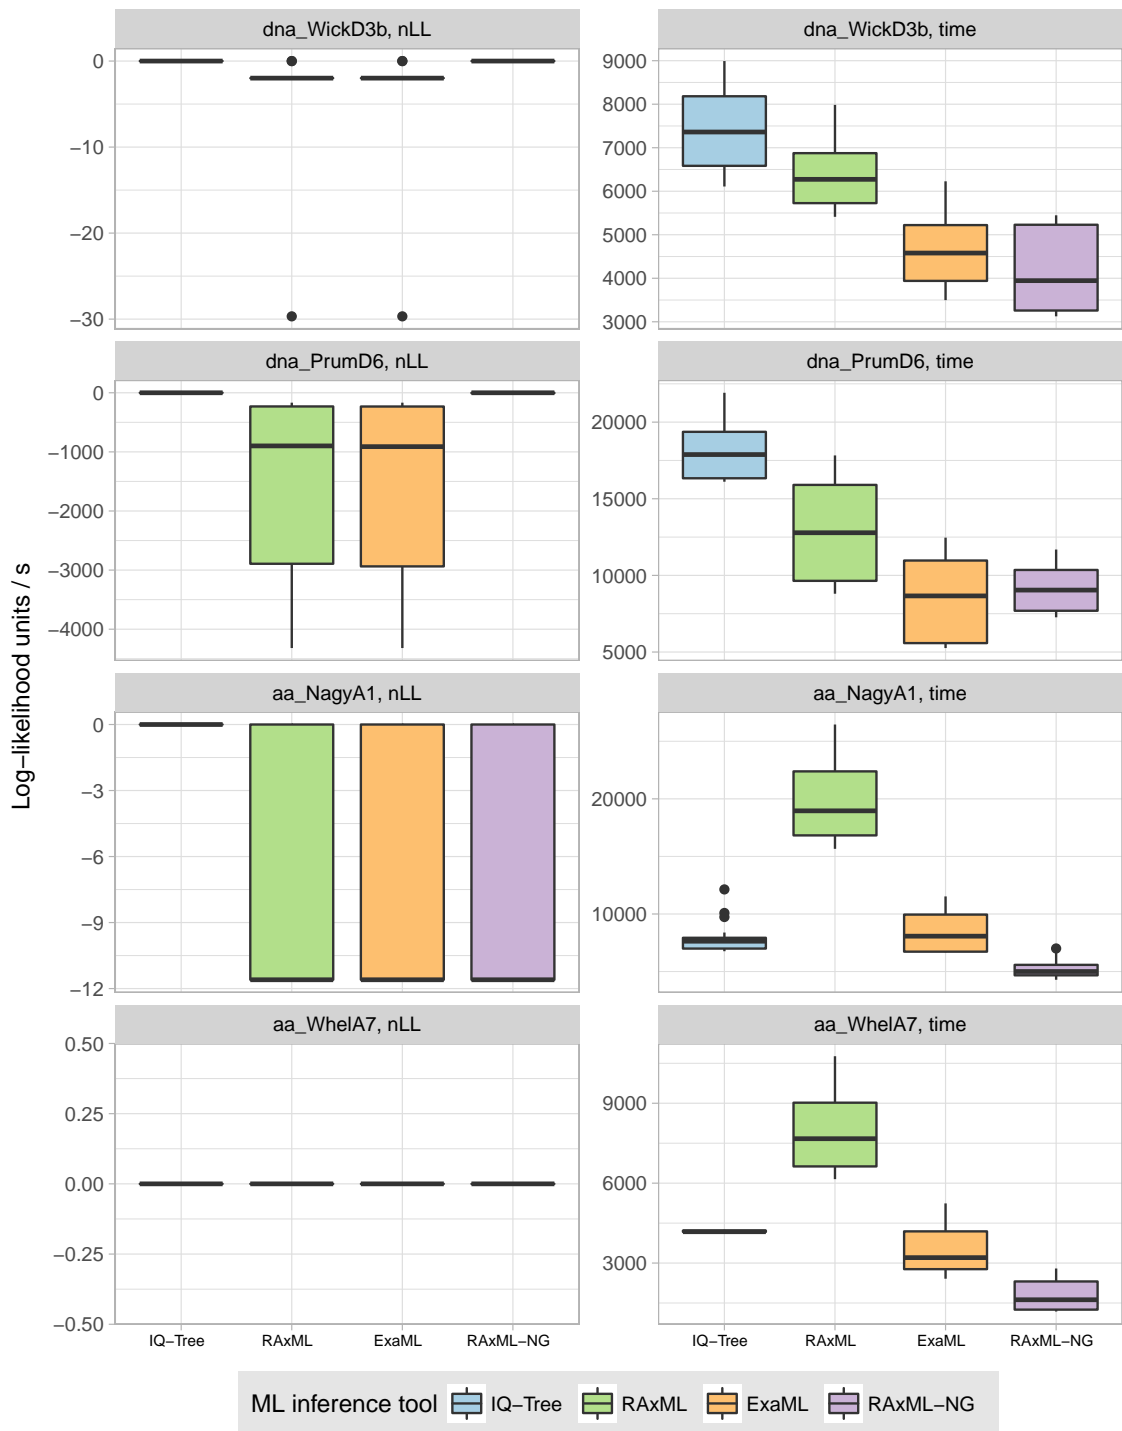 dna_WickD3b, nLL
0
−10
−20
−30
dna_WickD3b, time
9000
8000
7000
6000
5000
4000
3000
dna_PrumD6, nLL
0
−1000
−2000
−3000
−4000
dna_PrumD6, time
20000
15000
10000
5000
Log−likelihood units / s
aa_NagyA1, nLL
0
−3
−6
−9
−12
aa_NagyA1, time
20000
10000
aa_WhelA7, nLL
0.50
0.25
0.00
−0.25
−0.50
aa_WhelA7, time
9000
6000
3000
IQ−Tree RAxML ExaML RAxML−NG
IQ−Tree RAxML ExaML RAxML−NG
ML inference tool IQ−Tree RAxML ExaML RAxML−NG